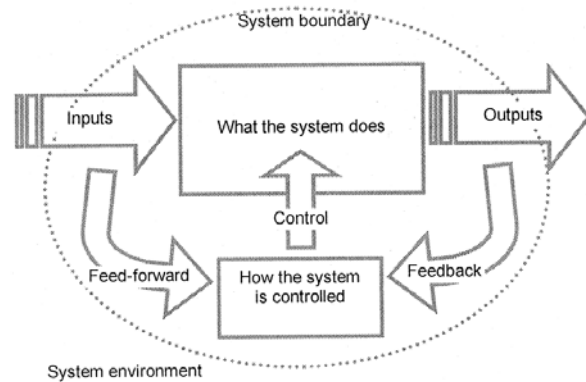 System boundary
Inputs
What the system does
Outputs
Control
Feed-forward
How the system
is controlled
Feedback
System environment